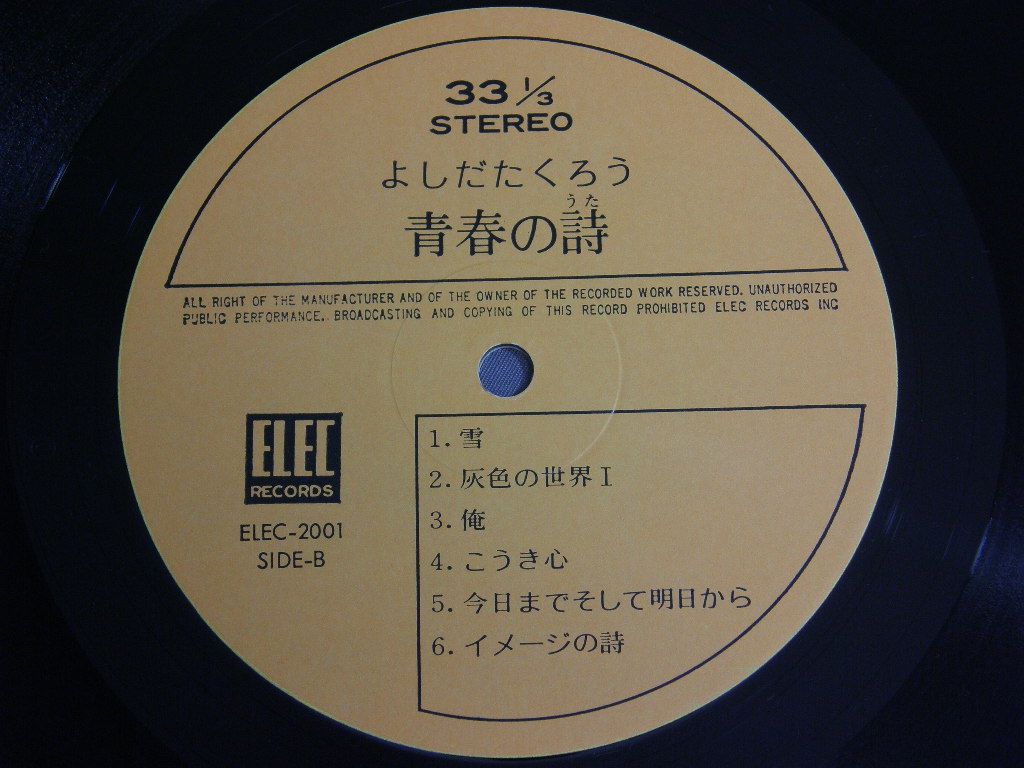 33 1/3
STEREO
よしだたくろう
うた
青春の詩
ALL RIGHT OF THE MANUFACTURER AND OF THE OWNER OF THE RECORDED WORK RESERVED. UNAUTHORIZED
PUBLIC PERFORMANCE. BROADCASTING AND COPYING OF THIS RECORD PROHIBITED ELEC RECORDS INC
ELEC
RECORDS
ELEC-2001
SIDE-B
1. 雪
2. 灰色の世界Ⅰ
3. 俺
4. こうき心
5. 今日までそして明日から
6. イメージの詩